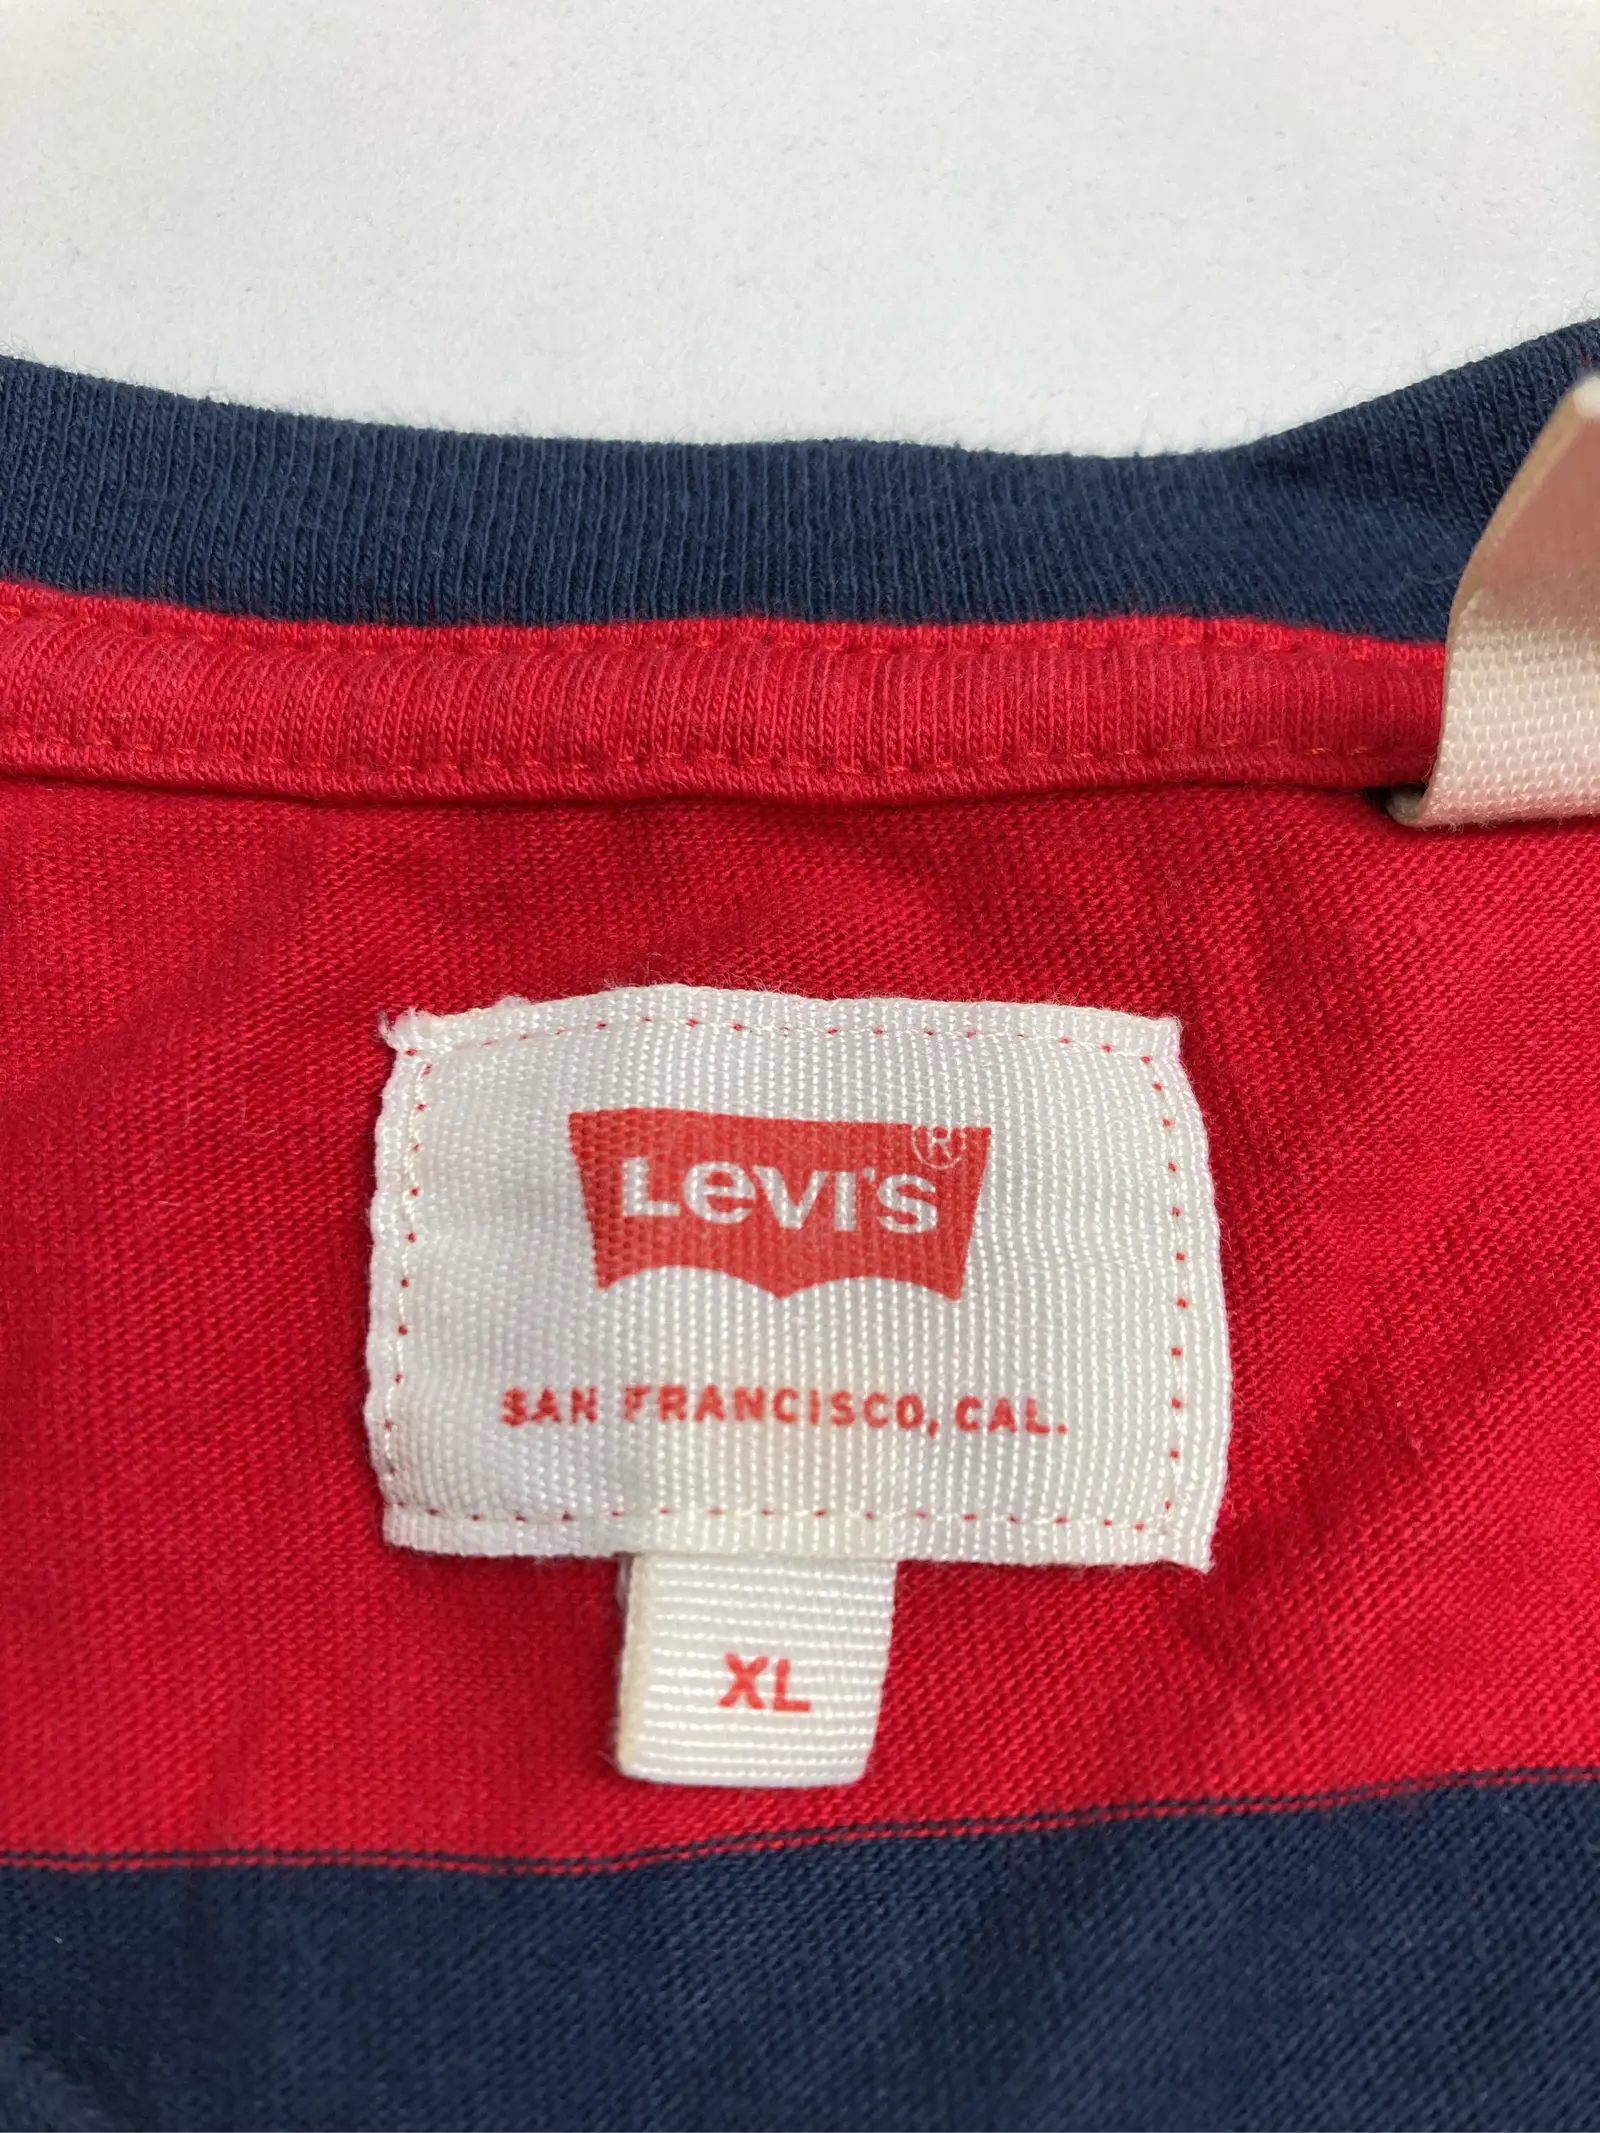 Levi's®
SAN FRANCISCO, CAL.
XL